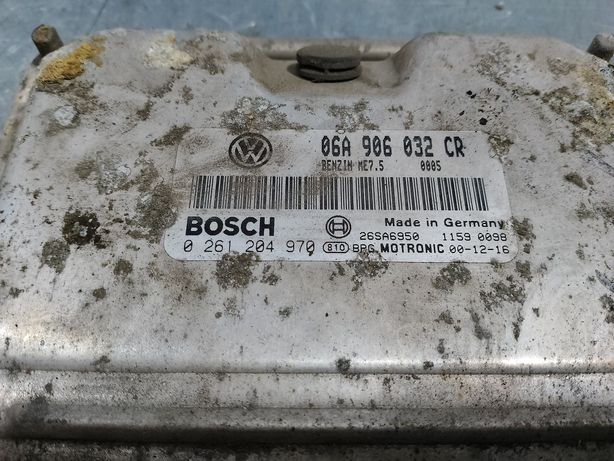 06A 906 032 CR
BENZIN ME7.5 0005
BOSCH Made in Germany
26SA6950 1159 0098
0 261 204 970 810 BRG MOTRONIC 00-12-16